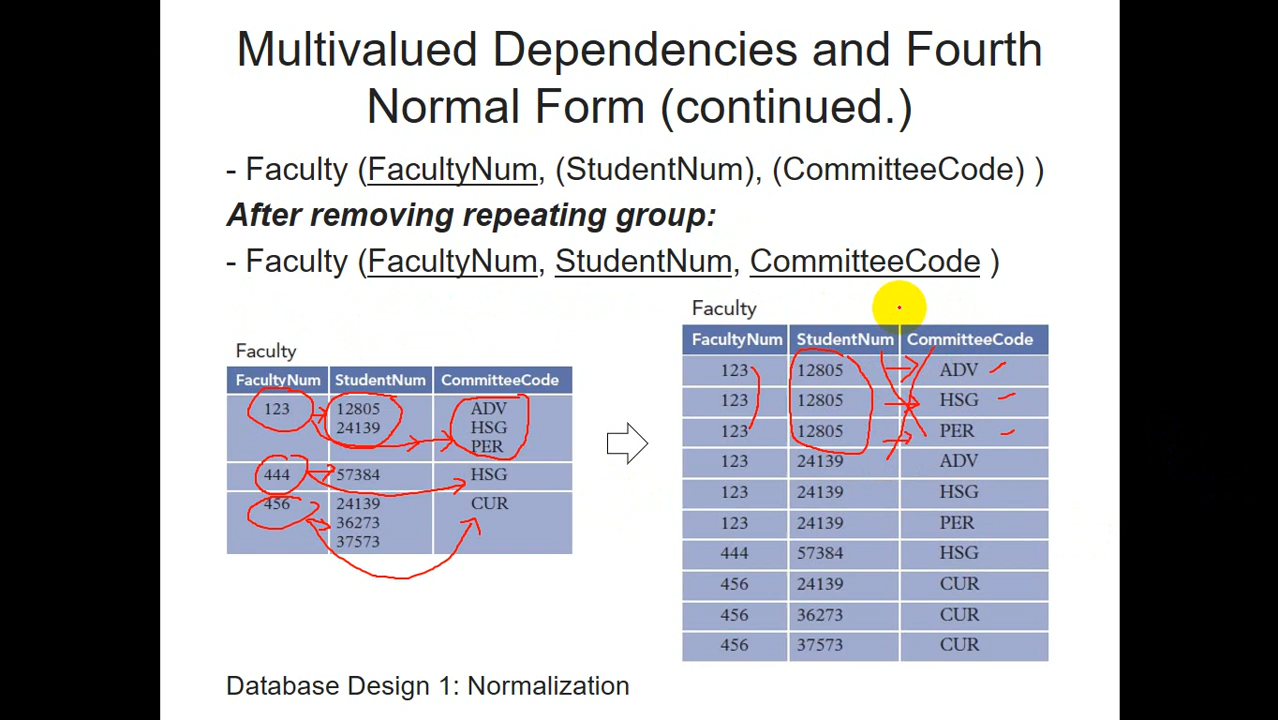 Multivalued Dependencies and Fourth
Normal Form (continued.)
- Faculty (FacultyNum, (StudentNum), (CommitteeCode) )
After removing repeating group:
- Faculty (FacultyNum, StudentNum, CommitteeCode )
Faculty
FacultyNum StudentNum CommitteeCode
123 12805 ADV
24139 HSG
PER
444 57384 HSG
456 24139 CUR
36273
37573
Faculty
FacultyNum StudentNum CommitteeCode
123 12805 ADV
123 12805 HSG
123 12805 PER
123 24139 ADV
123 24139 HSG
123 24139 PER
444 57384 HSG
456 24139 CUR
456 36273 CUR
456 37573 CUR
Database Design 1: Normalization